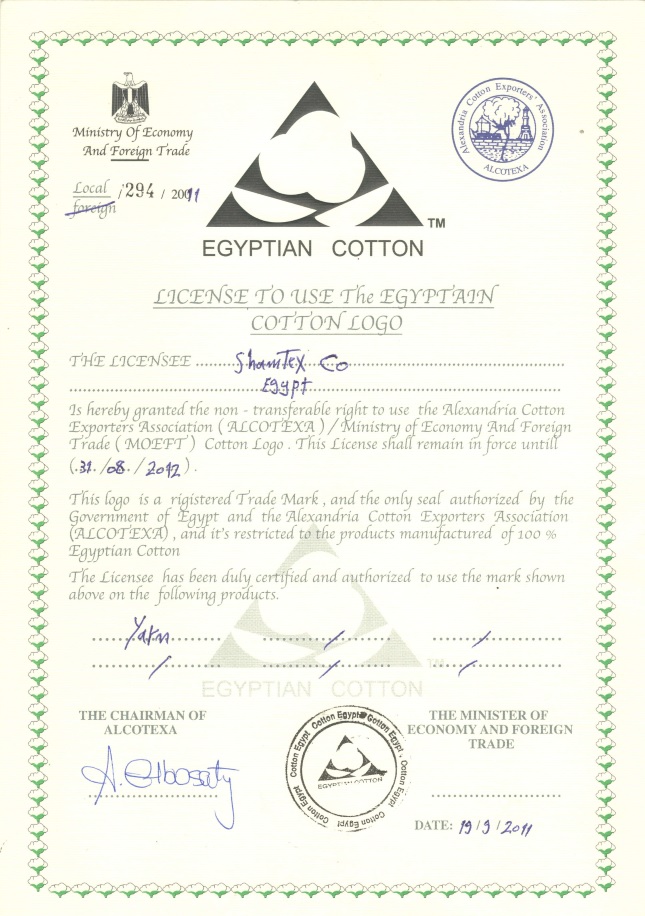 Ministry Of Economy
And Foreign Trade
Local
foreign / 294 / 2011
Alexandria Cotton Exporters' Association
ALCOTEXA
TM
EGYPTIAN COTTON
LICENSE TO USE The EGYPTAIN
COTTON LOGO
THE LICENSEE ShamTex Co
Egypt
Is hereby granted the non - transferable right to use the Alexandria Cotton
Exporters Association ( ALCOTEXA ) / Ministry of Economy And Foreign
Trade ( MOEFT ) Cotton Logo . This License shall remain in force untill
(.31. /08. / 2012 ) .
This logo is a rigistered Trade Mark , and the only seal authorized by the
Government of Egypt and the Alexandria Cotton Exporters Association
(ALCOTEXA) , and it's restricted to the products manufactured of 100 %
Egyptian Cotton
The Licensee has been duly certified and authorized to use the mark shown
above on the following products.
Yarn / /
/ / /
TM
EGYPTIAN COTTON
THE CHAIRMAN OF
ALCOTEXA
A. Elbosaty
Cotton Egypt Cotton Egypt Cotton Egypt Cotton Egypt Cotton Egypt Cotton Egypt
EGYPTIAN COTTON
THE MINISTER OF
ECONOMY AND FOREIGN
TRADE
DATE: 19 / 9 / 2011